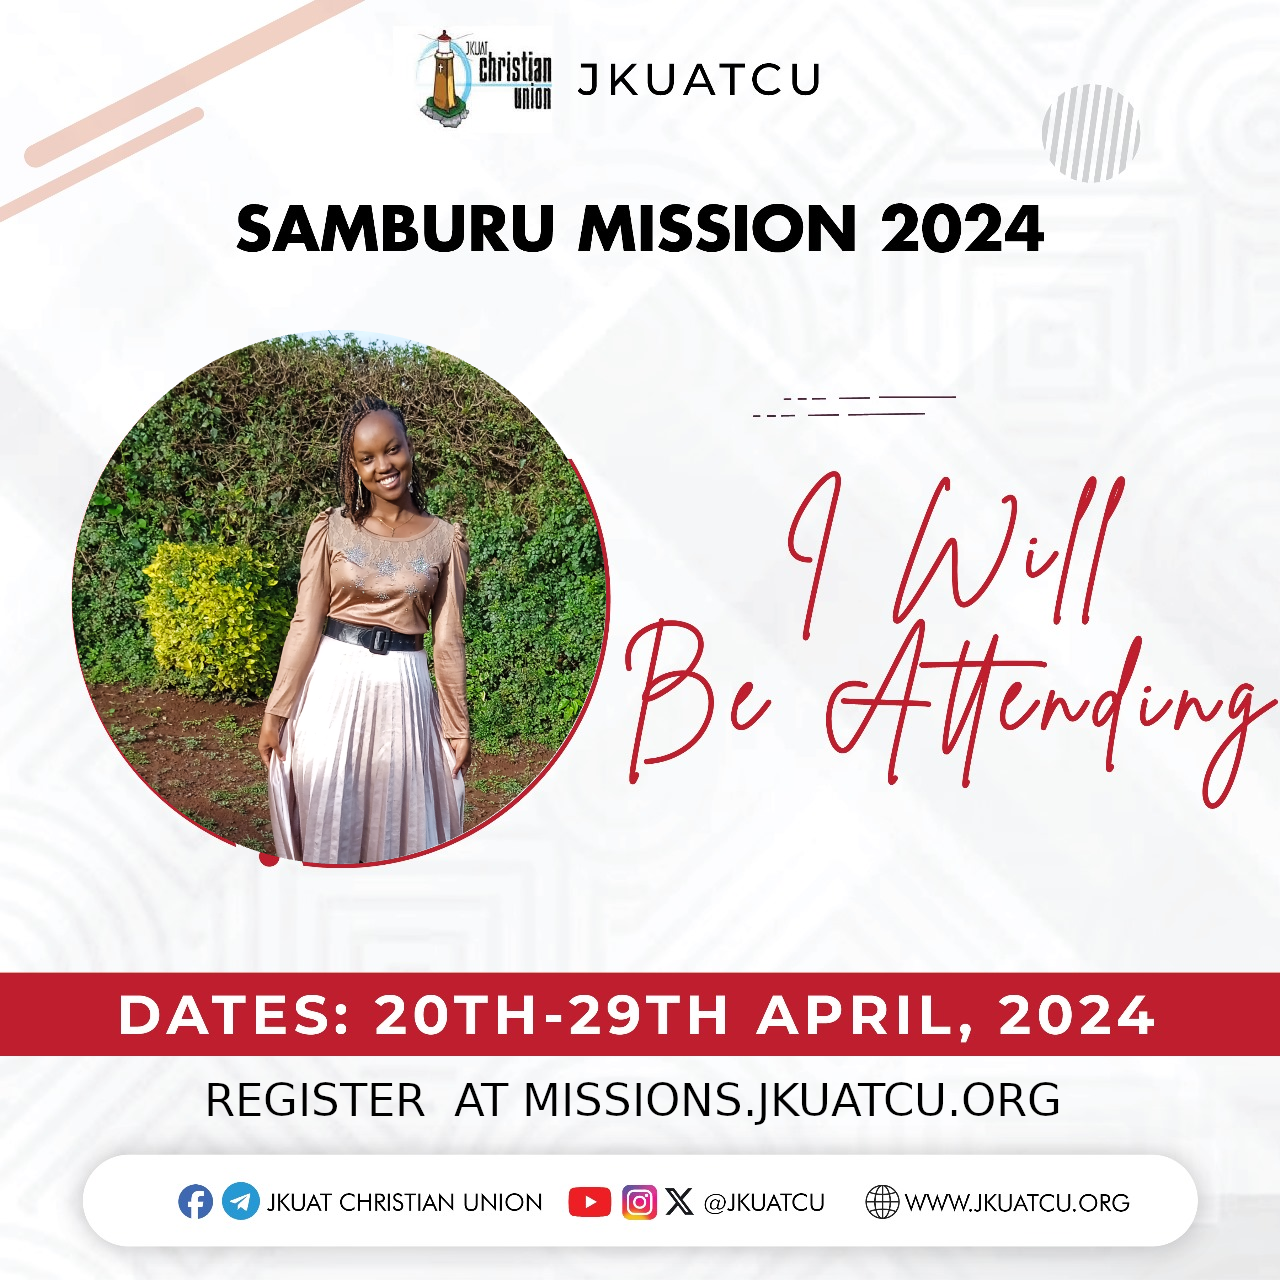 JKUAT
christian
union
JKUATCU
SAMBURU MISSION 2024
I Will
Be Attending
DATES: 20TH-29TH APRIL, 2024
REGISTER AT MISSIONS.JKUATCU.ORG
JKUAT CHRISTIAN UNION @JKUATCU WWW.JKUATCU.ORG